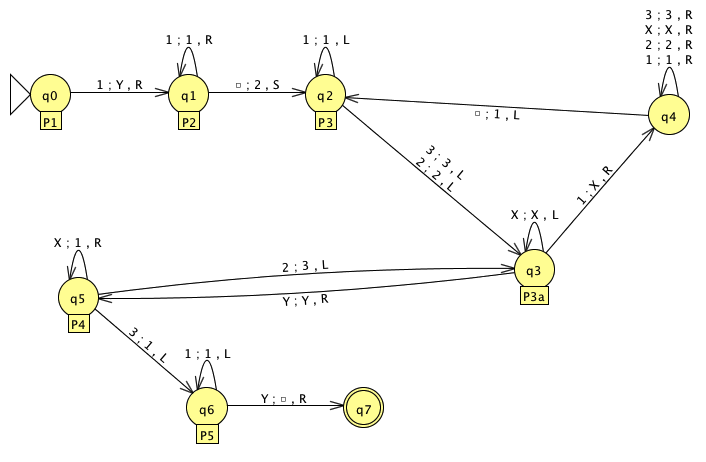 3 ; 3 , R
X ; X , R
2 ; 2 , R
1 ; 1 , R
1 ; 1 , R
1 ; 1 , L
q0
1 ; Y , R
q1
□ ; 2 , S
q2
□ ; 1 , L
q4
P1
P2
P3
3 ; 3 , L
2 ; 2 , L
1 ; X , R
X ; X , L
X ; 1 , R
2 ; 3 , L
q3
Y ; Y , R
P3a
q5
P4
3 ; 1 , L
1 ; 1 , L
q6
Y ; □ , R
q7
P5